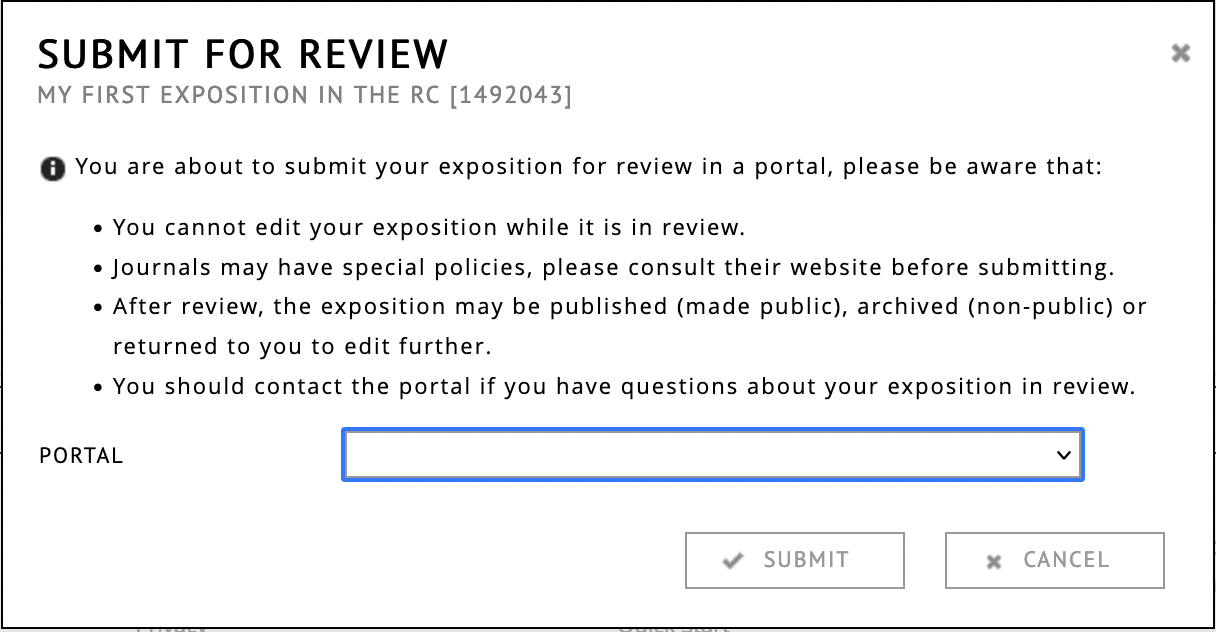 SUBMIT FOR REVIEW
MY FIRST EXPOSITION IN THE RC [1492043]
You are about to submit your exposition for review in a portal, please be aware that:
• You cannot edit your exposition while it is in review.
• Journals may have special policies, please consult their website before submitting.
• After review, the exposition may be published (made public), archived (non-public) or
returned to you to edit further.
• You should contact the portal if you have questions about your exposition in review.
PORTAL
SUBMIT CANCEL
Privacy Quick Start